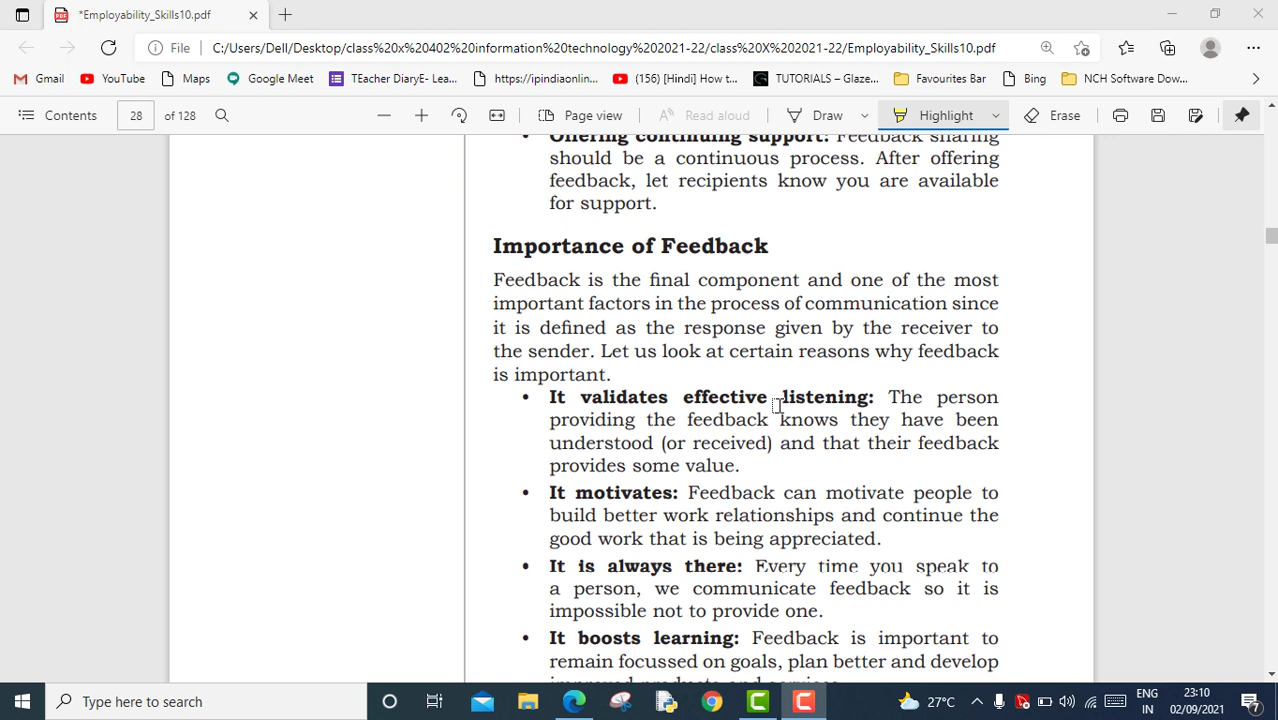 *Employability_Skills10.pdf
File C:/Users/Dell/Desktop/class%20x%20402%20information%20technology%202021-22/class%20X%202021-22/Employability_Skills10.pdf
Gmail YouTube Maps Google Meet TEacher DiaryE- Lea... https://ipindiaonlin... (156) [Hindi] How t... TUTORIALS – Glaze... Favourites Bar Bing NCH Software Dow...
Contents 28 of 128 Page view Read aloud Draw Highlight Erase
Offering continuing support: Feedback sharing
should be a continuous process. After offering
feedback, let recipients know you are available
for support.
Importance of Feedback
Feedback is the final component and one of the most
important factors in the process of communication since
it is defined as the response given by the receiver to
the sender. Let us look at certain reasons why feedback
is important.
• It validates effective listening: The person
providing the feedback knows they have been
understood (or received) and that their feedback
provides some value.
• It motivates: Feedback can motivate people to
build better work relationships and continue the
good work that is being appreciated.
• It is always there: Every time you speak to
a person, we communicate feedback so it is
impossible not to provide one.
• It boosts learning: Feedback is important to
remain focussed on goals, plan better and develop
improved products and services.
Type here to search 27°C ENG 23:10
IN 02/09/2021 7